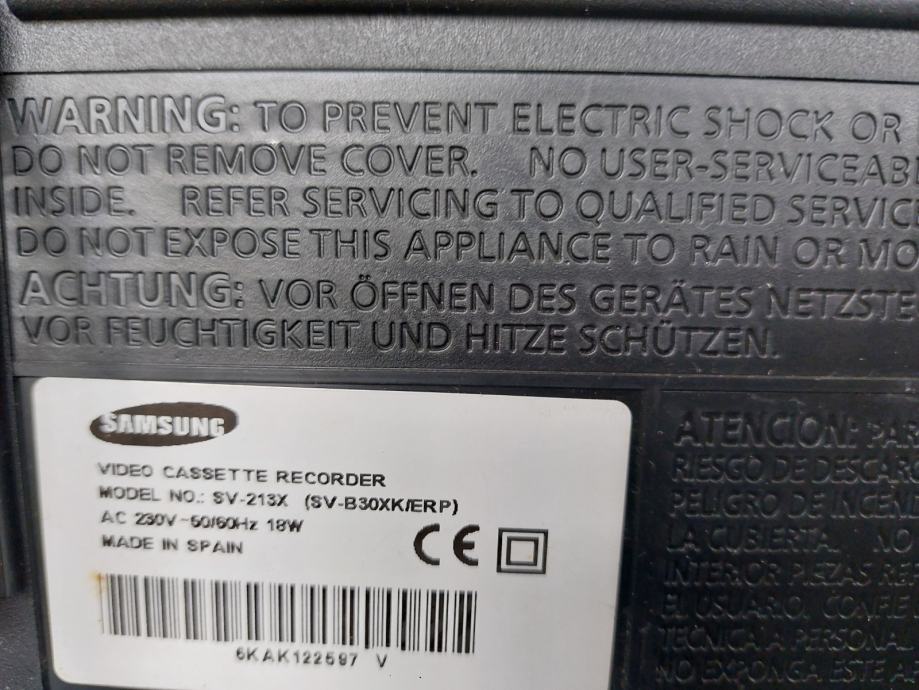 WARNING: TO PREVENT ELECTRIC SHOCK OR
DO NOT REMOVE COVER. NO USER-SERVICEABL
INSIDE. REFER SERVICING TO QUALIFIED SERVIC
DO NOT EXPOSE THIS APPLIANCE TO RAIN OR MO
ACHTUNG: VOR ÖFFNEN DES GERÄTES NETZSTE
VOR FEUCHTIGKEIT UND HITZE SCHÜTZEN.
SAMSUNG
VIDEO CASSETTE RECORDER
MODEL NO.: SV-213X (SV-B30XK/ERP)
AC 230V ~50/60Hz 18W
MADE IN SPAIN
CE
6KAK122597 V
ATENCION: PAR
RIESGO DE DESCAR
PELIGRO DE INCEN
LA CUBIERTA. NO
INTERIOR PIEZAS REP
EL USUARIO. CONFIE
TECNICA A PERSONAL
NO EXPONGA ESTE AP